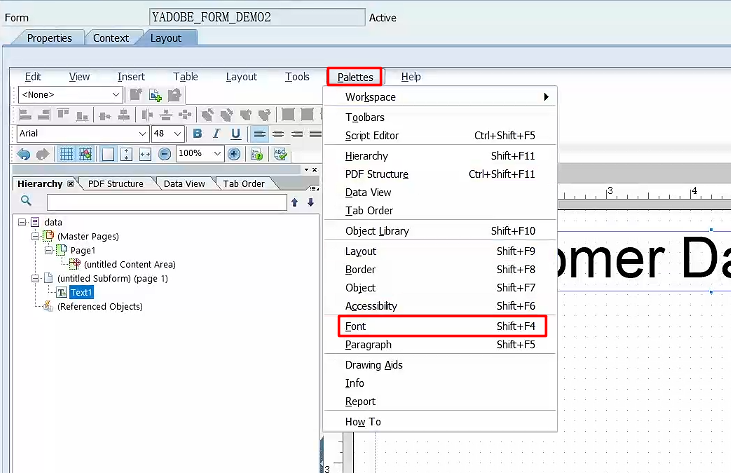 Form YADOBE_FORM_DEMO2 Active
Properties Context Layout
Edit View Insert Table Layout Tools Palettes Help
<None>
Arial 48 B I U
100%
Hierarchy PDF Structure Data View Tab Order
data
(Master Pages)
Page1
(untitled Content Area)
(untitled Subform) (page 1)
Text1
(Referenced Objects)
Workspace
Toolbars
Script Editor Ctrl+Shift+F5
Hierarchy Shift+F11
PDF Structure Ctrl+Shift+F11
Data View
Tab Order
Object Library Shift+F10
Layout Shift+F9
Border Shift+F8
Object Shift+F7
Accessibility Shift+F6
Font Shift+F4
Paragraph Shift+F5
Drawing Aids
Info
Report
How To
3 4
omer Da
3